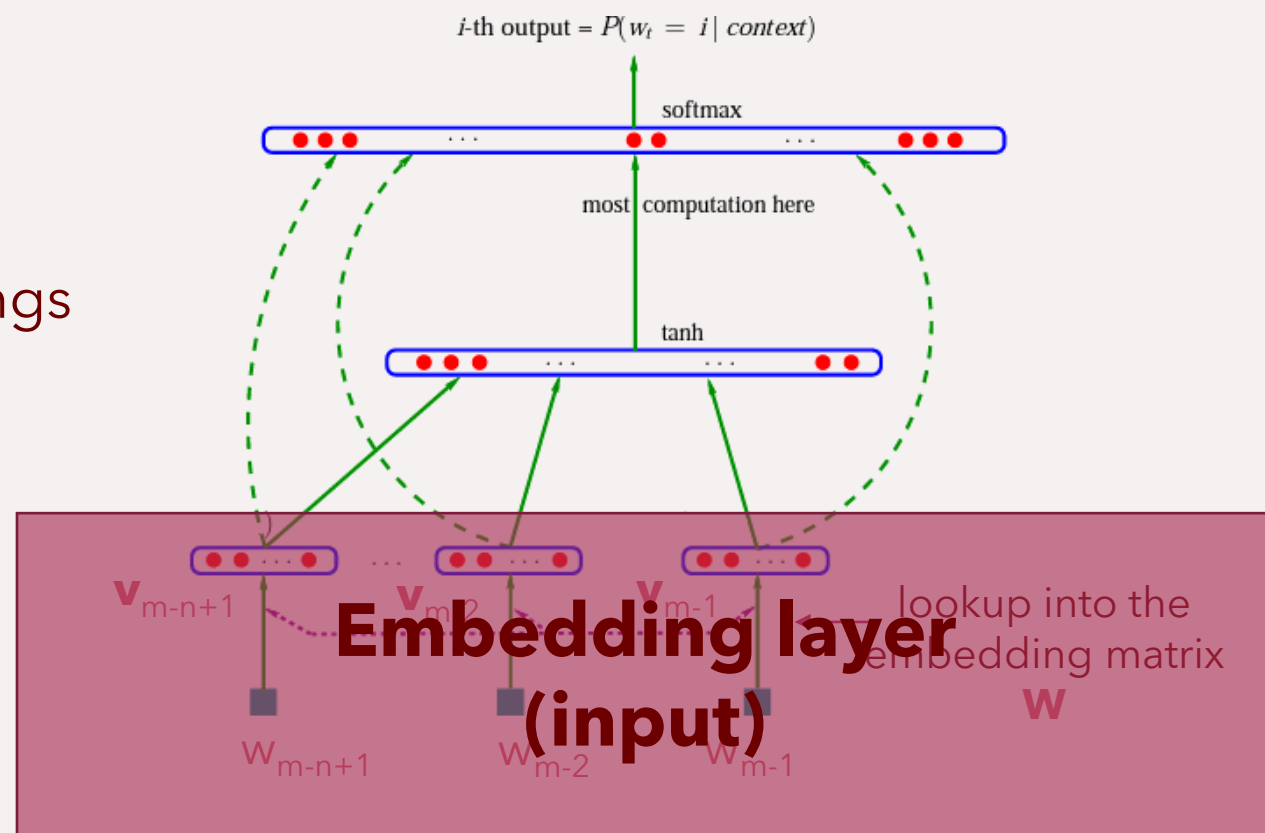 i-th output = P(wₜ = i | context)
softmax
...
...
most computation here
ngs
tanh
...
...
...
...
...
...
v_m-n+1
v_m-2
v_m-1
lookup into the
Embedding layer
embedding matrix
(input)
W
w_m-n+1
w_m-2
w_m-1